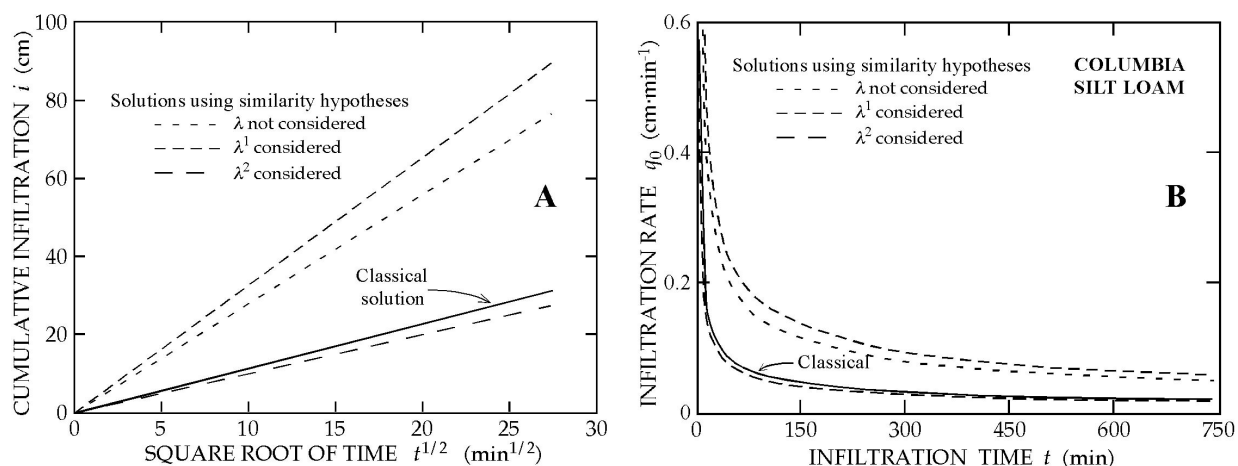 CUMULATIVE INFILTRATION i (cm)
100
80
60
40
20
0
Solutions using similarity hypotheses
λ not considered
λ¹ considered
λ² considered
A
Classical
solution
0 5 10 15 20 25 30
SQUARE ROOT OF TIME t¹/² (min¹/²)
INFILTRATION RATE q₀ (cm·min⁻¹)
0.6
0.4
0.2
0
Solutions using similarity hypotheses
λ not considered
λ¹ considered
λ² considered
COLUMBIA
SILT LOAM
B
Classical
0 150 300 450 600 750
INFILTRATION TIME t (min)